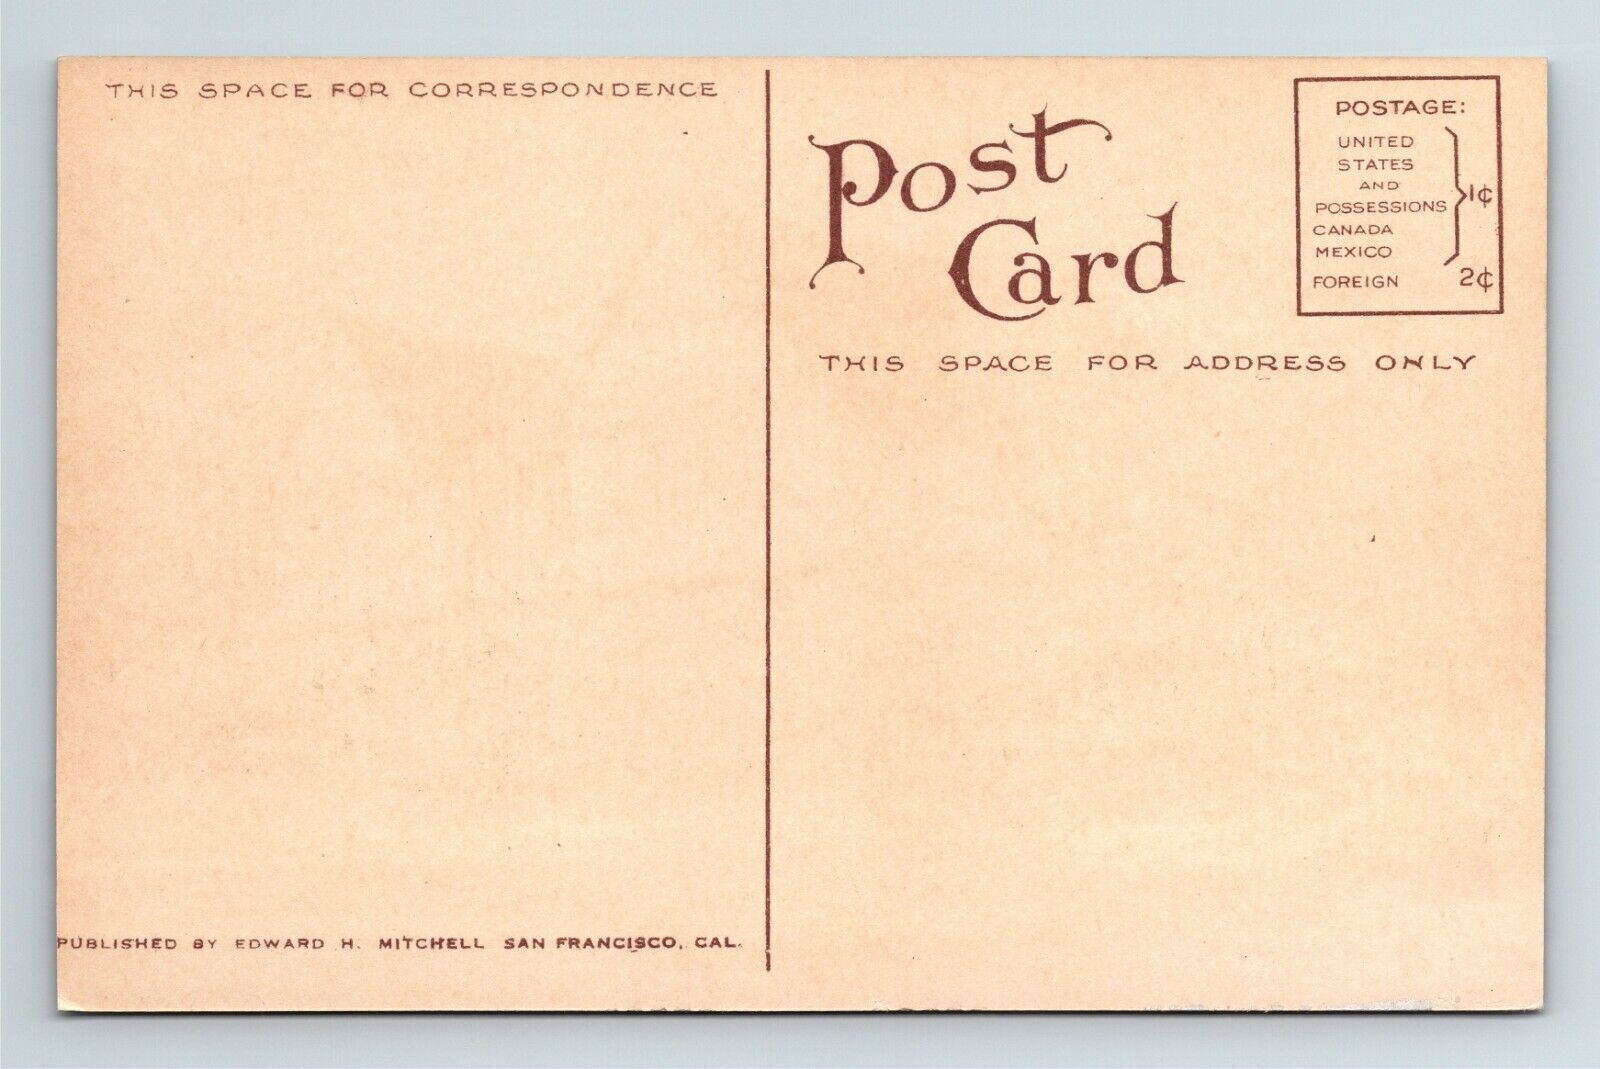 THIS SPACE FOR CORRESPONDENCE
Post
Card
POSTAGE:
UNITED
STATES
AND
POSSESSIONS
CANADA
MEXICO
1¢
FOREIGN 2¢
THIS SPACE FOR ADDRESS ONLY
PUBLISHED BY EDWARD H. MITCHELL SAN FRANCISCO, CAL.